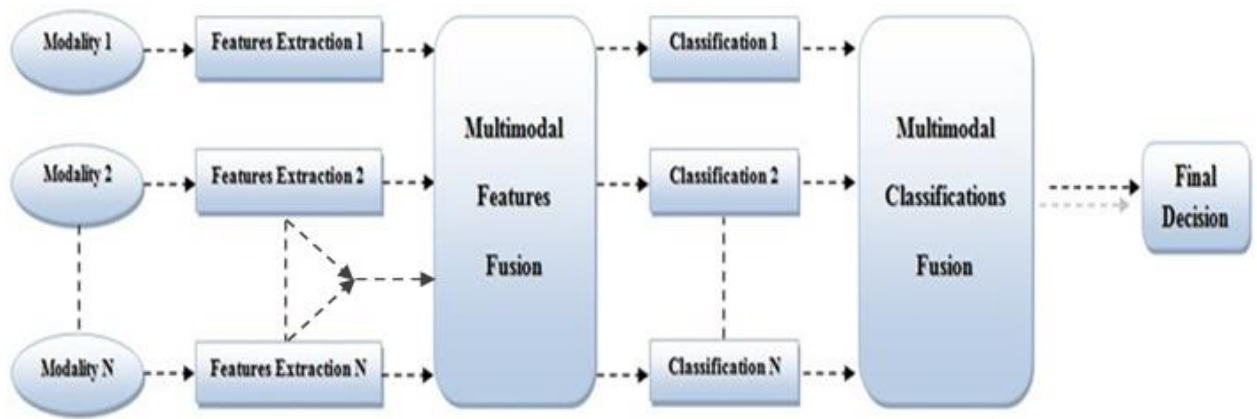 Modality 1
Features Extraction 1
Classification 1
Multimodal
Features
Fusion
Multimodal
Classifications
Fusion
Modality 2
Features Extraction 2
Classification 2
Final
Decision
Modality N
Features Extraction N
Classification N